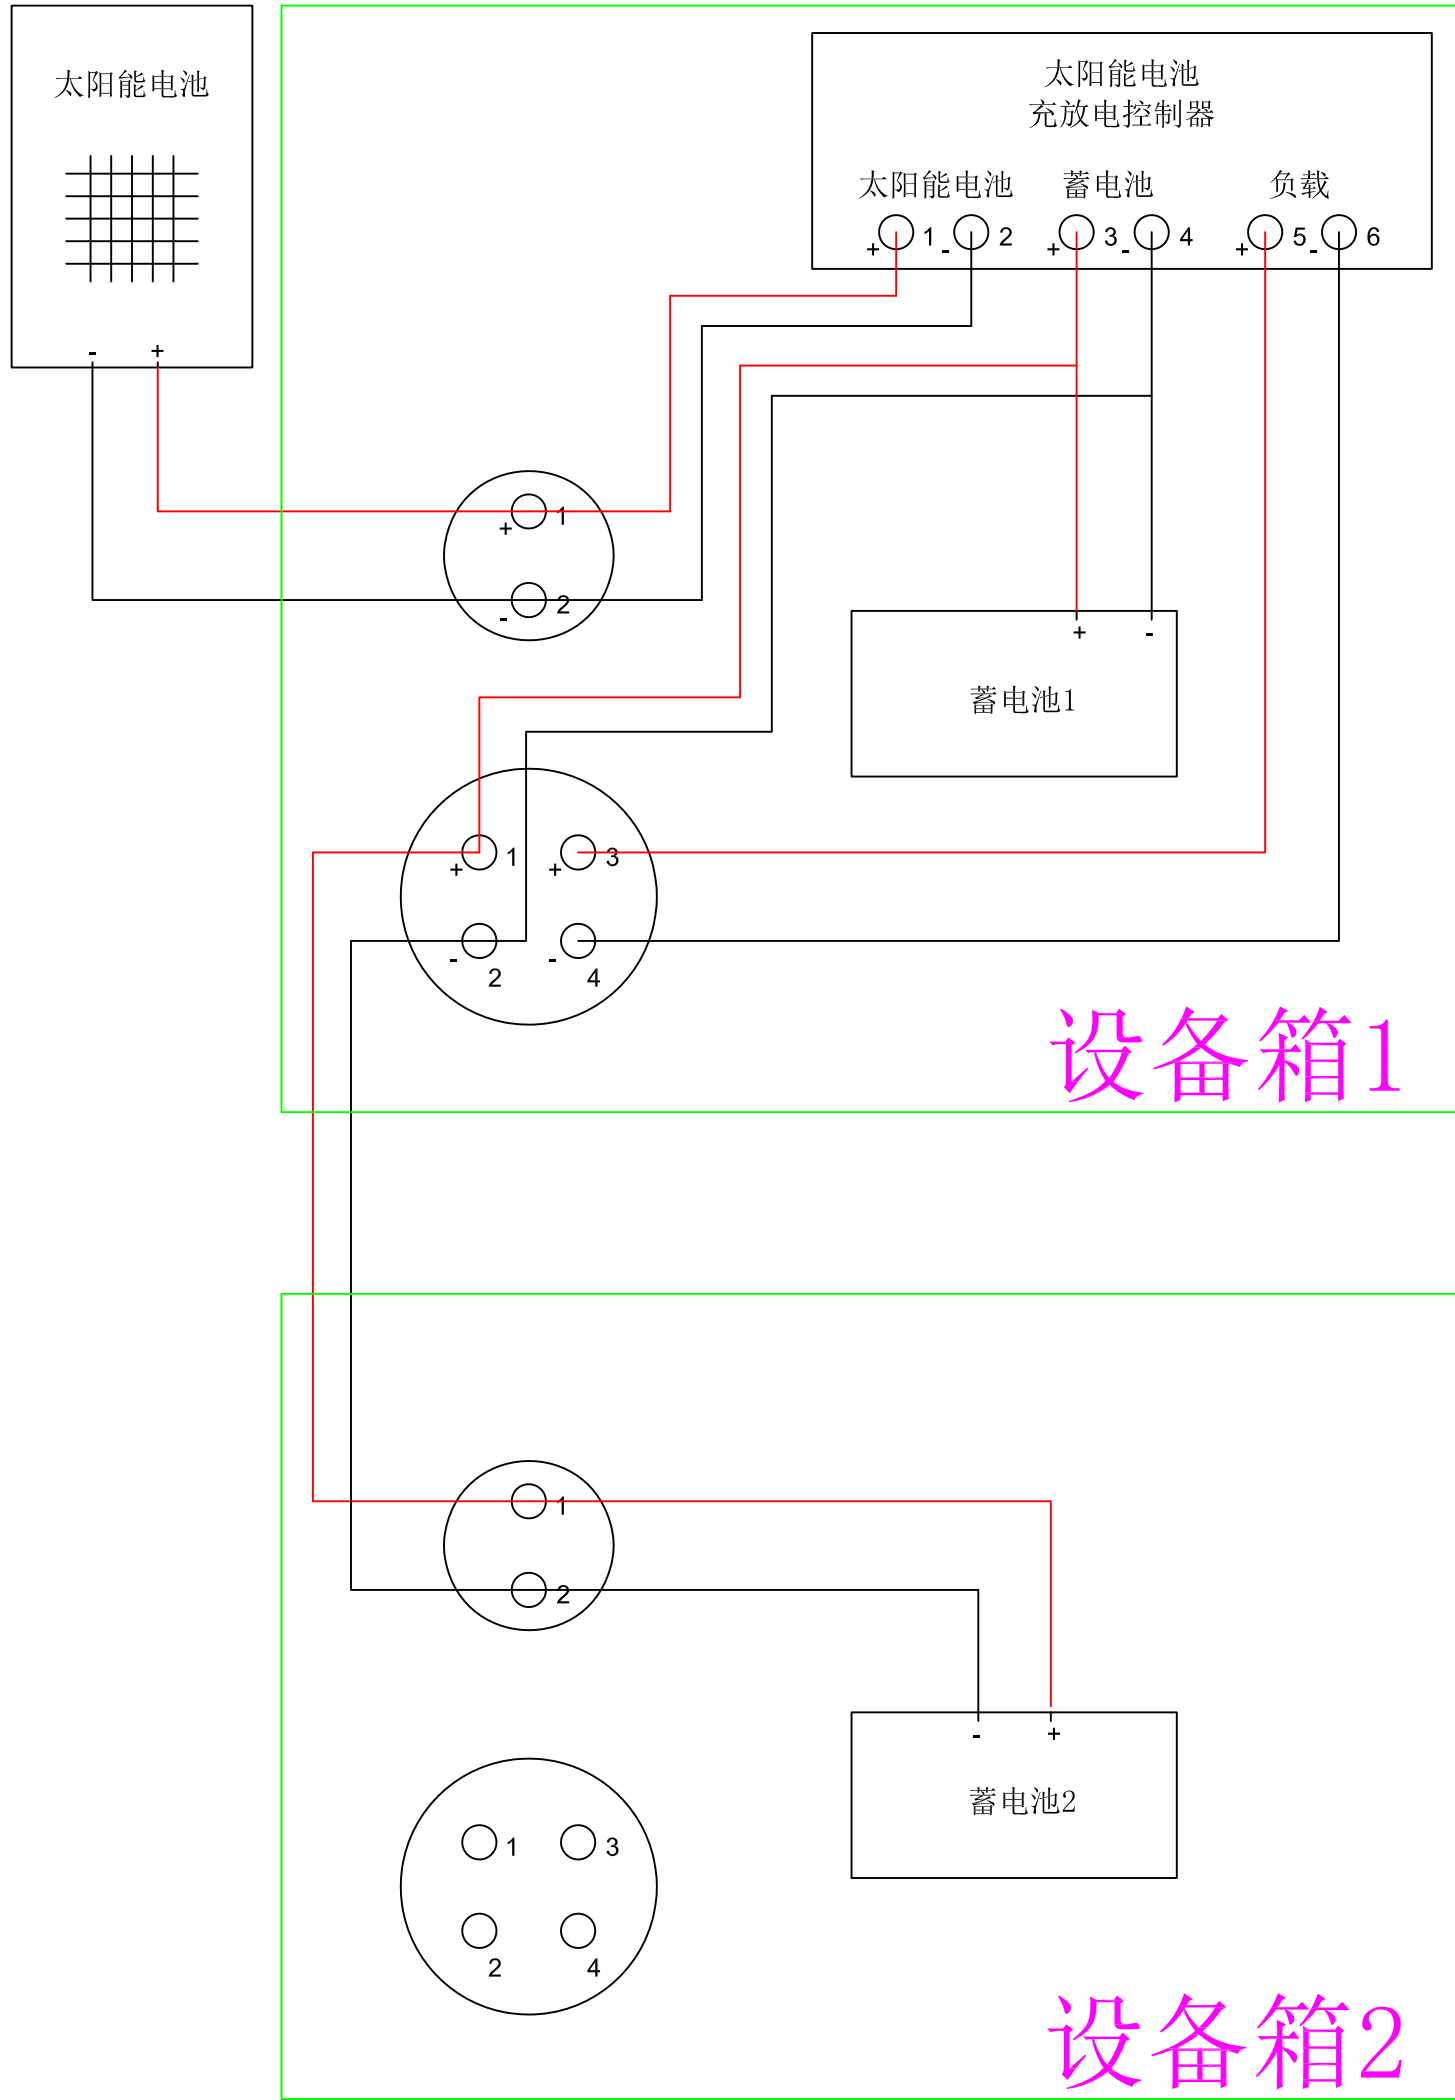 太阳能电池
- +
太阳能电池
充放电控制器
太阳能电池 蓄电池 负载
+ 1 - 2 + 3 - 4 + 5 - 6
+ 1
- 2
+ -
蓄电池1
+ 1 + 3
- 2 - 4
设备箱1
1
2
- +
蓄电池2
1 3
2 4
设备箱2